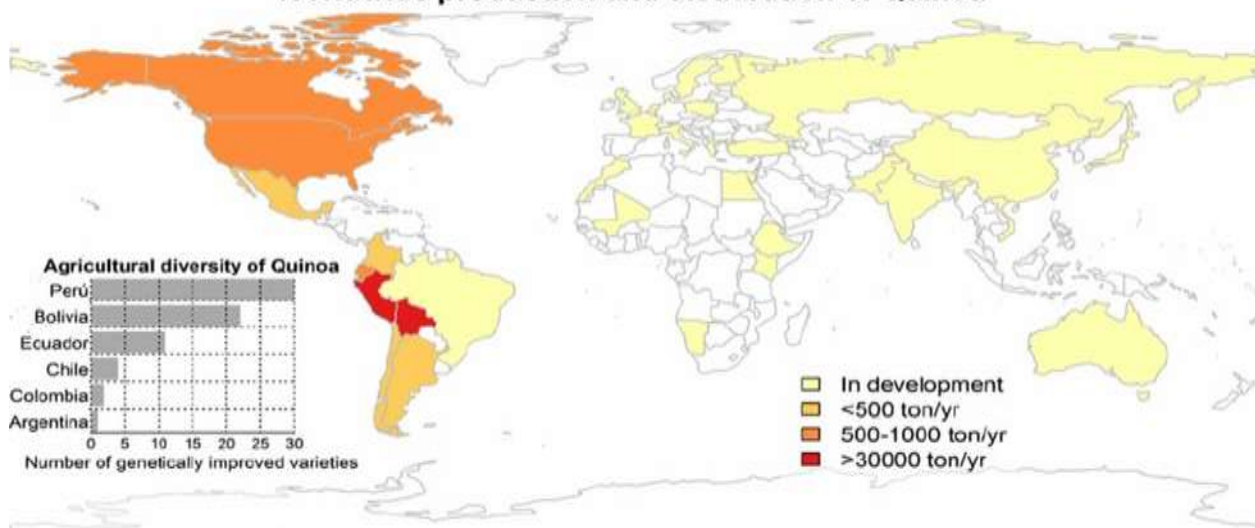 Agricultural diversity of Quinoa
Perú
Bolivia
Ecuador
Chile
Colombia
Argentina
0 5 10 15 20 25 30
Number of genetically improved varieties
In development
<500 ton/yr
500-1000 ton/yr
>30000 ton/yr